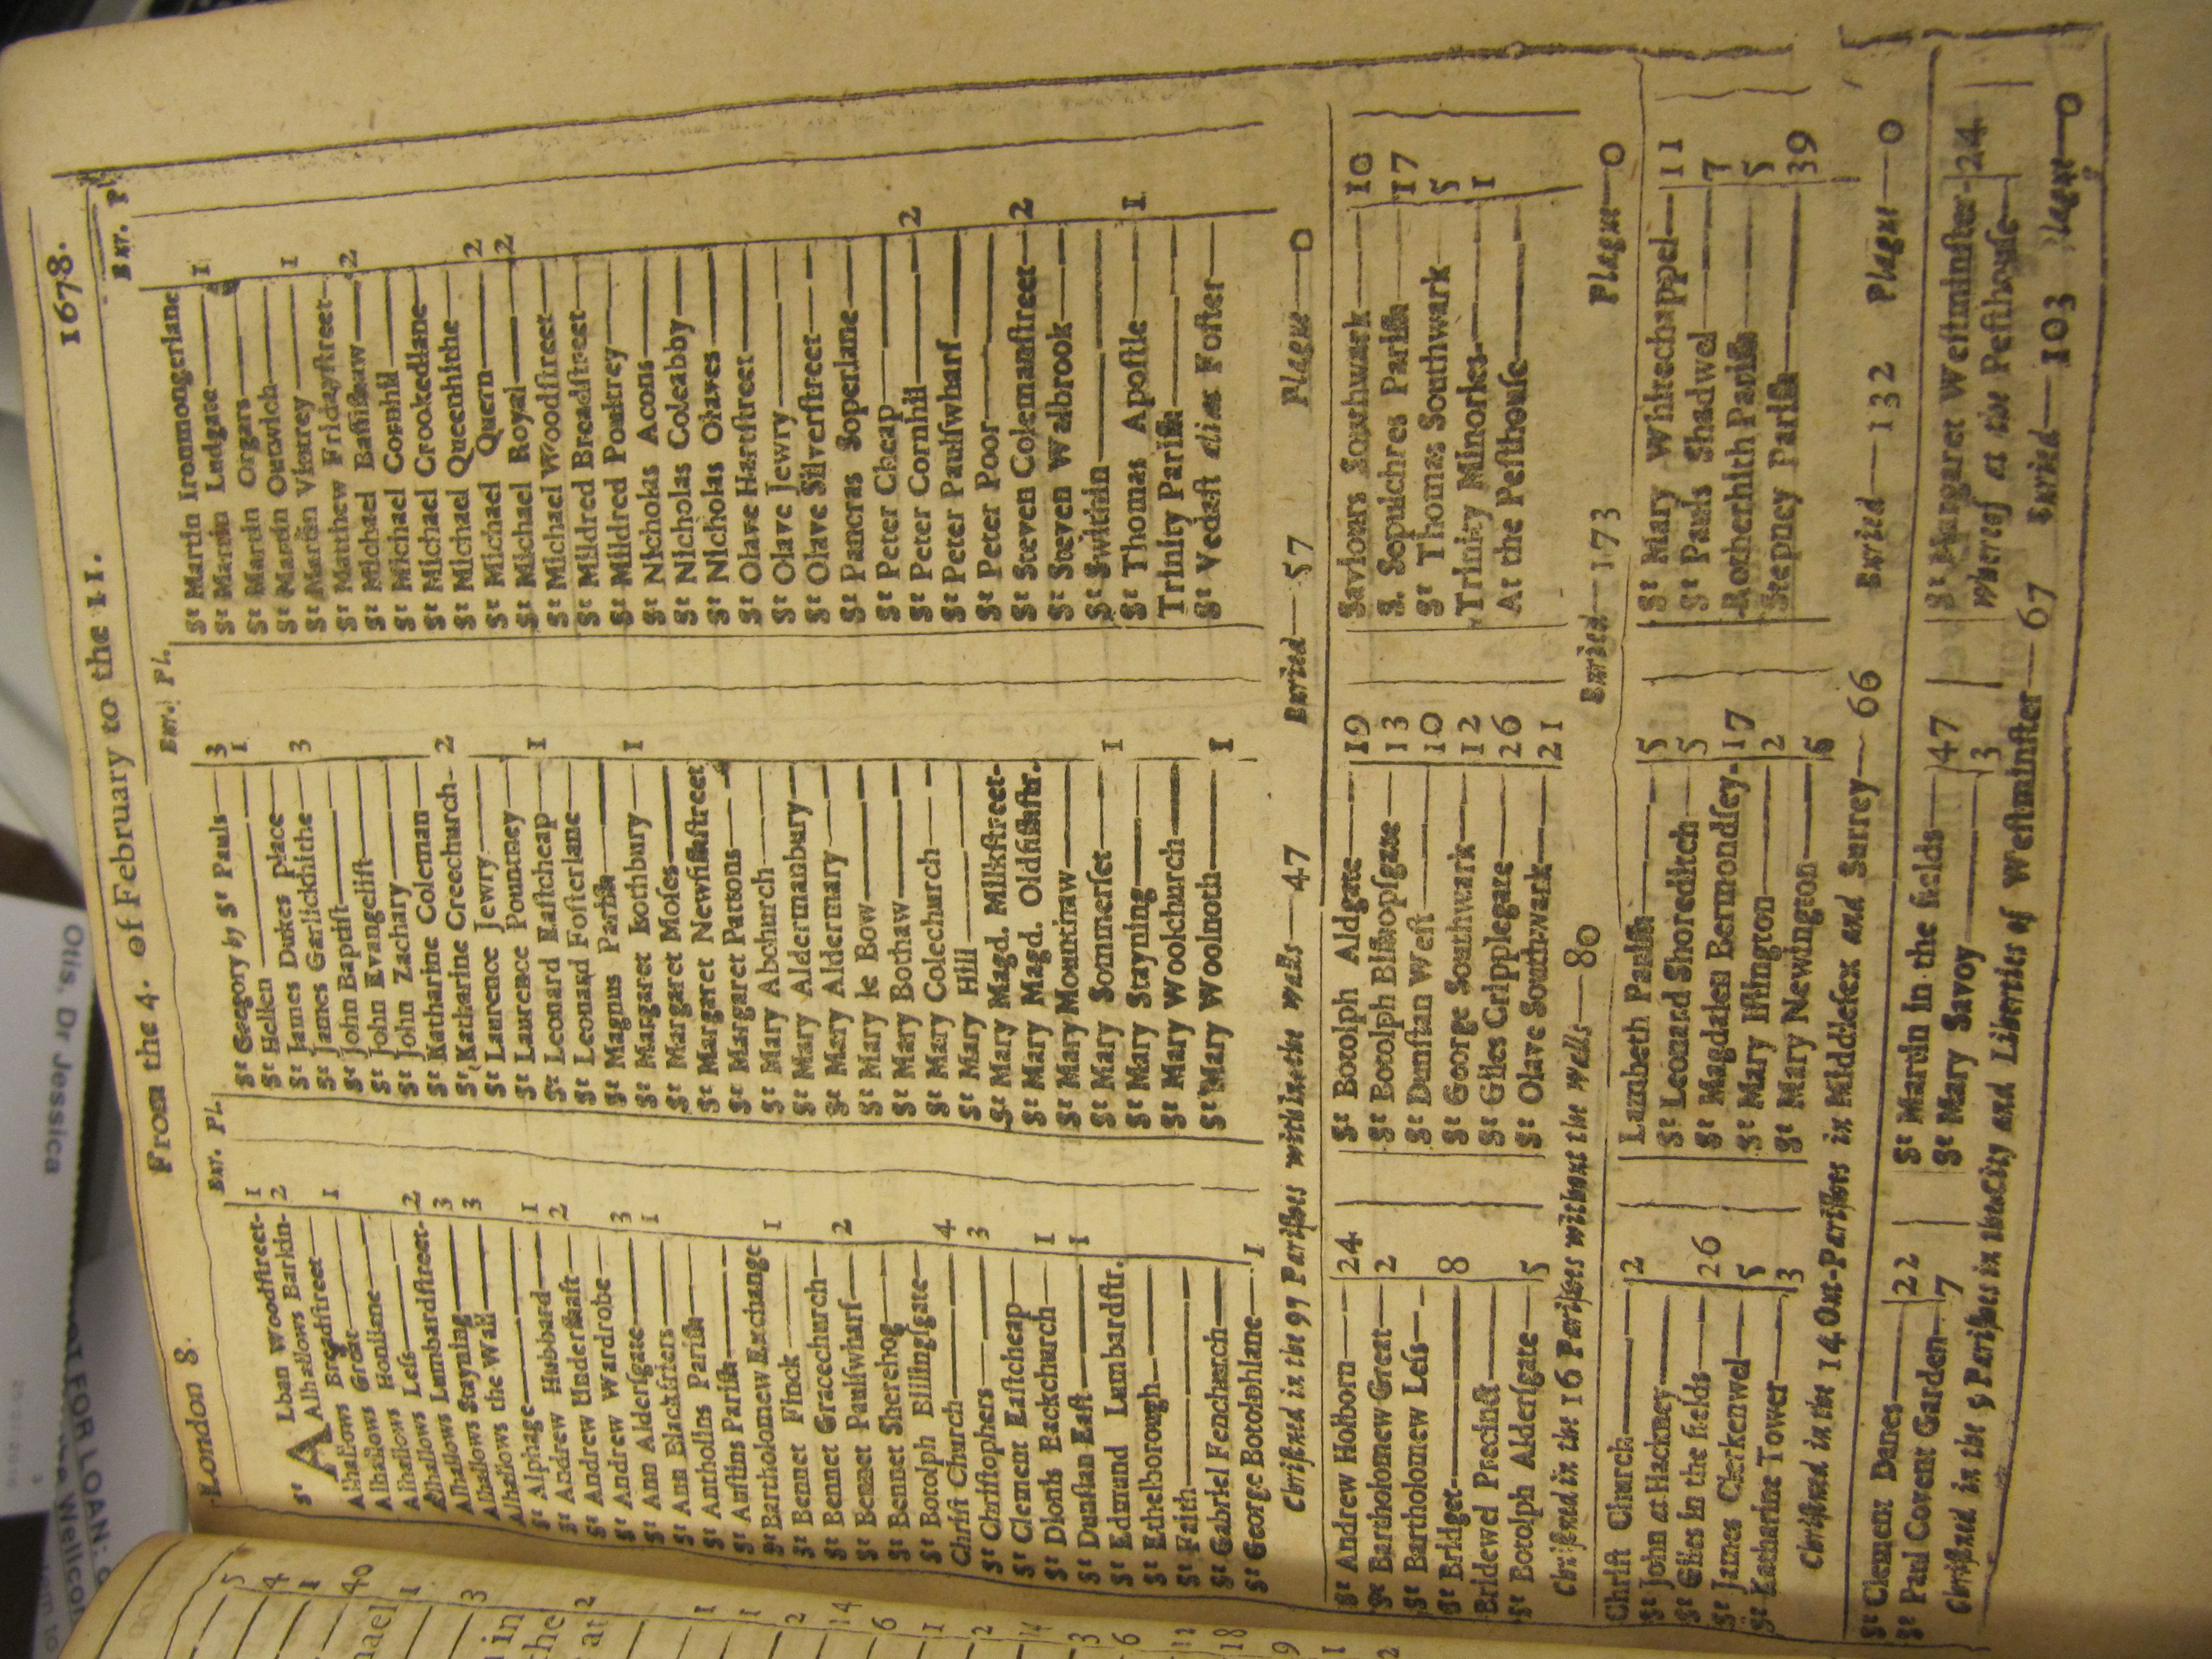 London 8. From the 4. of February to the 11. 1678.
Bur. Pl.
Bur. Pl.
Bur. Pl.
St ALban Woodstreet- 1
Alhallows Barkin- 2
Alhallows Breadstreet
Alhallows Great 1
Alhallows Honilane
Alhallows Less
Alhallows Lumbardstreet- 2
Alhallows Stayning 3
Alhallows the Wall 3
St Alphage
St Andrew Hubbard 1
St Andrew Undershaft 2
St Andrew Wardrobe
St Ann Aldersgate 3
St Ann Blackfriers 1
St Antholins Parish
St Austins Parish
St Bartholomew Exchange
St Bennet Finck 1
St Bennet Gracechurch
St Bennet Paulswharf 2
St Bennet Sherehog
St Botolph Billingsgate
Christ Church 4
St Christophers 3
St Clement Eastcheap
St Dionis Backchurch 1
St Dunstan East 1
St Edmund Lumbardstr.
St Ethelborough
St Faith
St Gabriel Fenchurch
St George Botolphlane 1
St Gregory by St Pauls 3
St Hellen 1
St James Dukes place
St James Garlickhithe 3
St John Baptist
St John Evangelist
St John Zachary
St Katharine Coleman
St Katharine Creechurch- 2
St Laurence Jewry
St Laurence Pountney
St Leonard Eastcheap 1
St Leonard Fosterlane
St Magnus Parish
St Margaret Lothbury 1
St Margaret Moses
St Margaret Newfishstreet
St Margaret Pattons
St Mary Abchurch
St Mary Aldermanbury
St Mary Aldermary
St Mary le Bow
St Mary Bothaw
St Mary Colechurch
St Mary Hill
St Mary Magd. Milkstreet-
St Mary Magd. Oldfishstr.
St Mary Mountnaw
St Mary Sommerset 1
St Mary Stayning
St Mary Woolchurch
St Mary Woolnoth 1
St Martin Ironmongerlane
St Martin Ludgate 1
St Martin Orgars
St Martin Outwich
St Martin Vintrey 1
St Matthew Fridaystreet
St Michael Bassishaw 2
St Michael Cornhil
St Michael Crookedlane
St Michael Queenhithe
St Michael Quern 2
St Michael Royal 2
St Michael Woodstreet
St Mildred Breadstreet
St Mildred Poultrey
St Nicholas Acons
St Nicholas Coleabby
St Nicholas Olaves
St Olave Hartstreet
St Olave Jewry
St Olave Silverstreet
St Pancras Soperlane
St Peter Cheap
St Peter Cornhil 2
St Peter Paulswharf
St Peter Poor
St Steven Colemanstreet 2
St Steven Walbrook
St Swithin
St Thomas Apostle 1
Trinity Parish
St Vedast alias Foster
Christned in the 97 Parishes within the walls—47 Buried—57 Plague—0
St Andrew Holborn 24
St Bartholomew Great 2
St Bartholomew Less
St Bridget 8
Bridewel Precinct
St Botolph Aldersgate 5
St Botolph Aldgate 19
St Botolph Bishopsgate 13
St Dunstan West 10
St George Southwark 12
St Giles Cripplegate 26
St Olave Southwark 21
Saviours Southwark 10
S. Sepulchres Parish 17
St Thomas Southwark 5
Trinity Minories 1
At the Pesthouse
Christned in the 16 Parishes without the walls—80 Buried—173 Plague—0
Christ Church 2
St John at Hackney
St Giles in the fields 26
St James Clerkenwel 5
St Katharine Tower 3
Lambeth Parish 5
St Leonard Shoreditch 5
St Magdalen Bermondsey- 17
St Mary Islington 2
St Mary Newington 6
St Mary Whitechappel 11
St Pauls Shadwel 7
Rotherhith Parish 5
Stepney Parish 39
Christned in the 14 Out-Parishes in Middlesex and Surrey—66 Buried—132 Plague—0
St Clement Danes 22
St Paul Covent Garden 7
St Martin in the fields 47
St Mary Savoy 3
St Margaret Westminster- 24
Whereof at the Pesthouse
Christned in the 5 Parishes in the City and Liberties of Westminster—67 Buried—103 Plague—0
Otis, Dr Jessica
FOR LOAN: